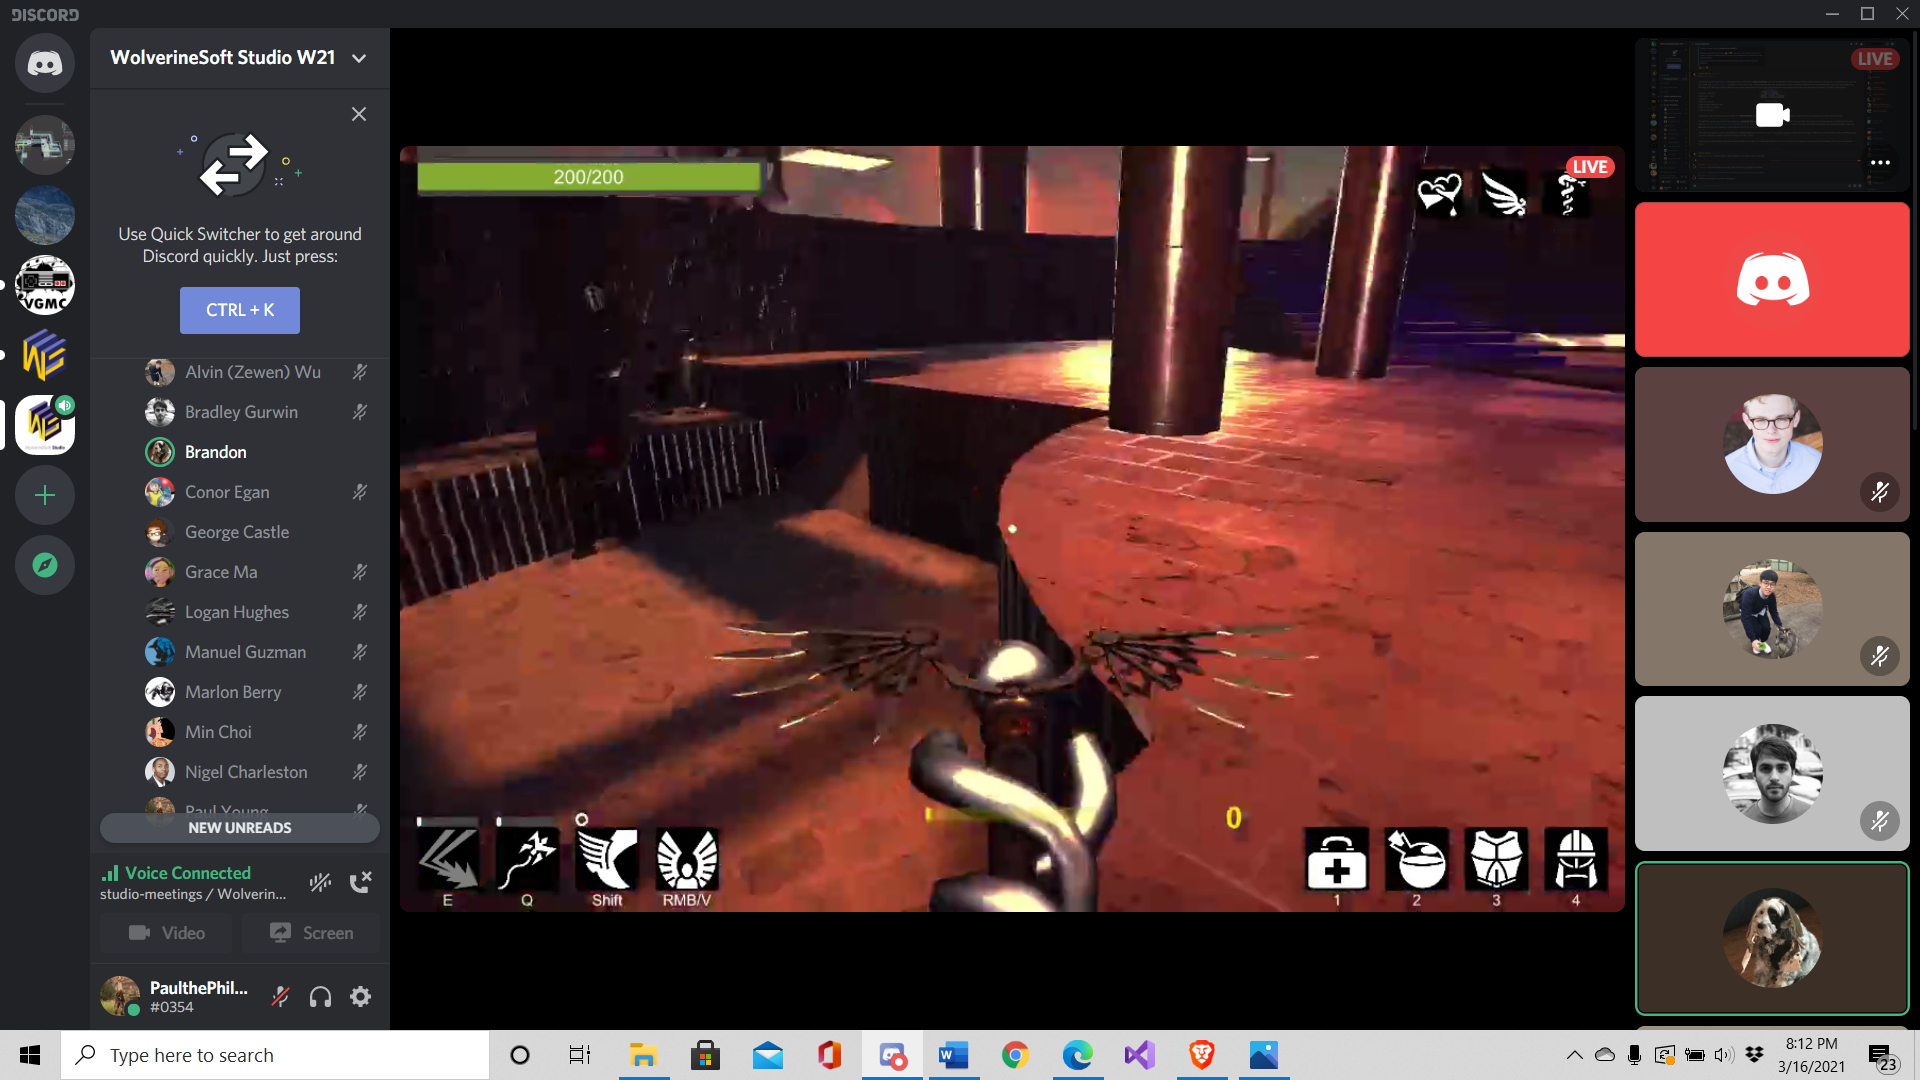 DISCORD
WolverineSoft Studio W21
Use Quick Switcher to get around
Discord quickly. Just press:
CTRL + K
VGMC
Alvin (Zewen) Wu
Bradley Gurwin
Brandon
Conor Egan
George Castle
Grace Ma
Logan Hughes
Manuel Guzman
Marlon Berry
Min Choi
Nigel Charleston
Paul Young
NEW UNREADS
Voice Connected
studio-meetings / Wolverin...
Video
Screen
PaulthePhil...
#0354
200/200
LIVE
E
Q
Shift
RMB/V
0
1
2
3
4
LIVE
Type here to search
8:12 PM
3/16/2021
23